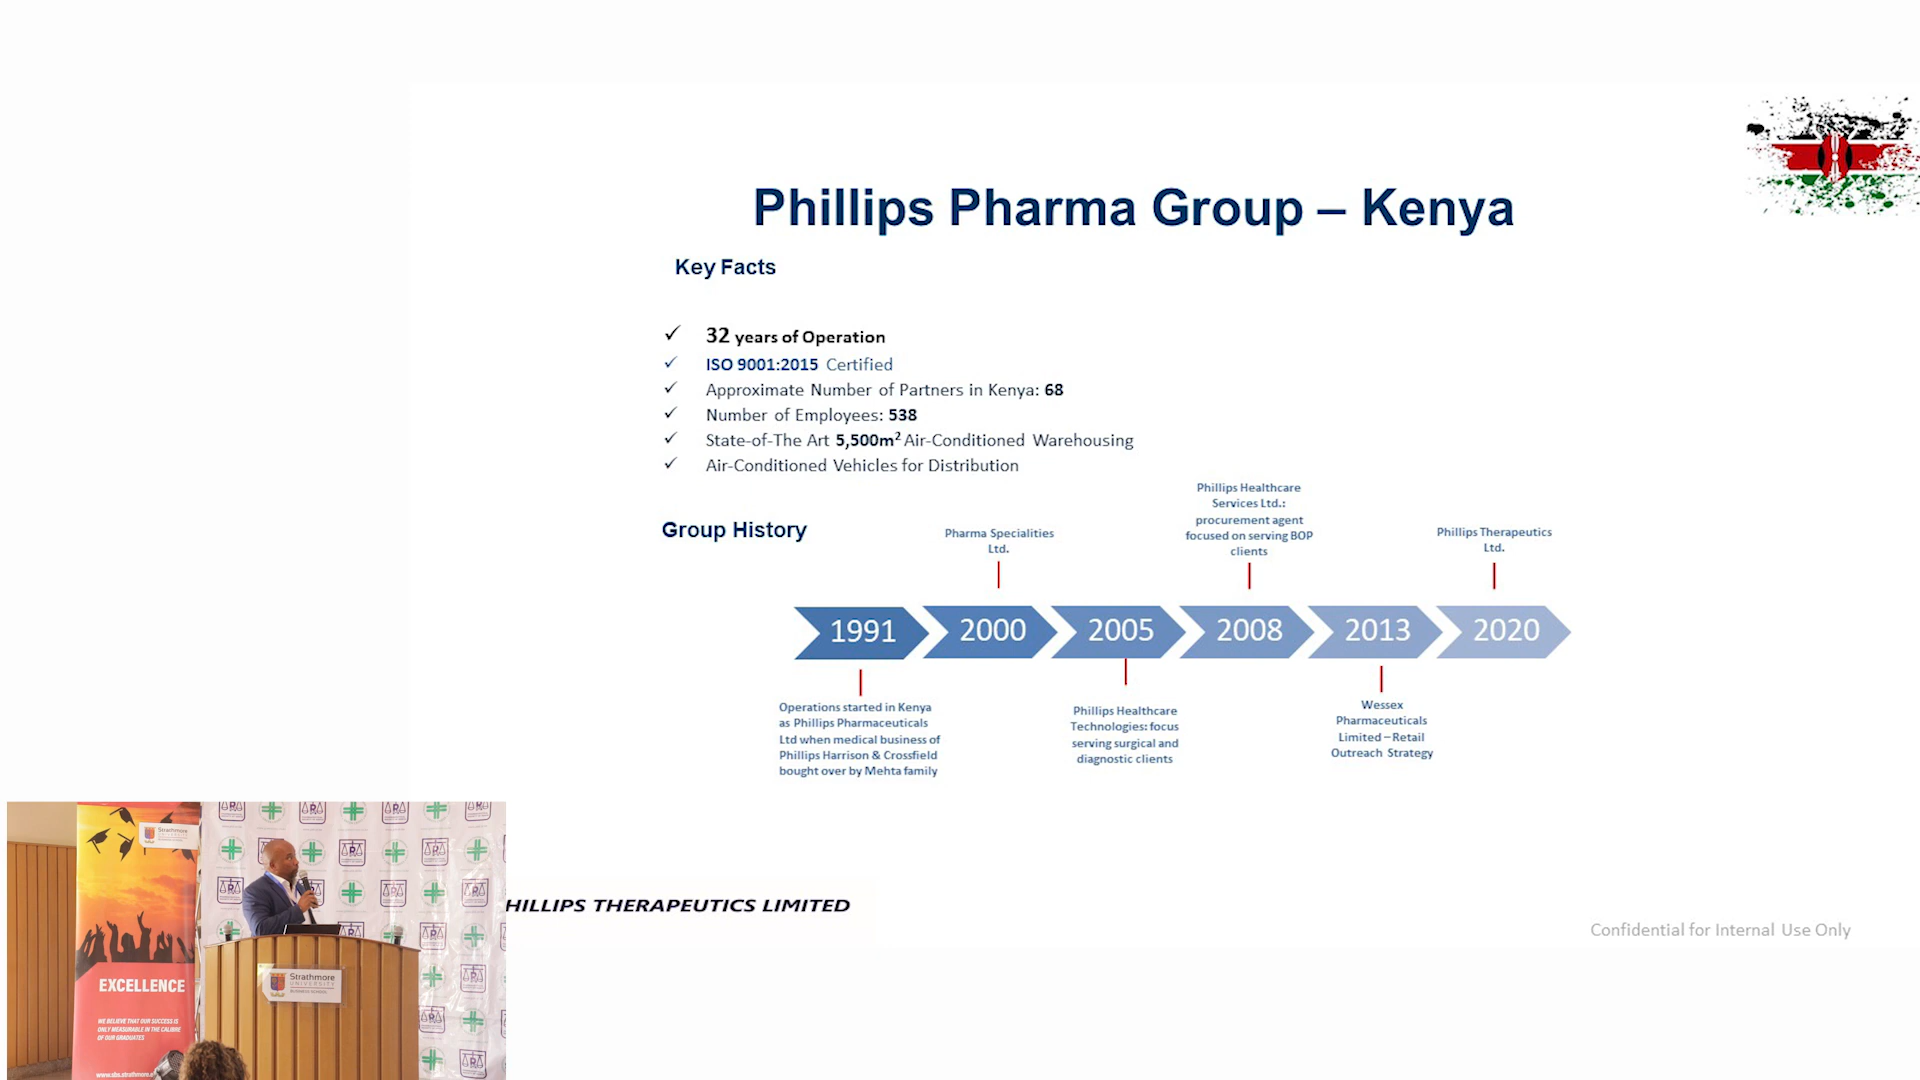 Phillips Pharma Group – Kenya
Key Facts
✓ 32 years of Operation
✓ ISO 9001:2015 Certified
✓ Approximate Number of Partners in Kenya: 68
✓ Number of Employees: 538
✓ State-of-The Art 5,500m² Air-Conditioned Warehousing
✓ Air-Conditioned Vehicles for Distribution
Group History
Pharma Specialities
Ltd.
Phillips Healthcare
Services Ltd.:
procurement agent
focused on serving BOP
clients
Phillips Therapeutics
Ltd.
1991
2000
2005
2008
2013
2020
Operations started in Kenya
as Phillips Pharmaceuticals
Ltd when medical business of
Phillips Harrison & Crossfield
bought over by Mehta family
Phillips Healthcare
Technologies: focus
serving surgical and
diagnostic clients
Wessex
Pharmaceuticals
Limited – Retail
Outreach Strategy
HILLIPS THERAPEUTICS LIMITED
Confidential for Internal Use Only
Strathmore
UNIVERSITY
EXCELLENCE
WE BELIEVE THAT OUR SUCCESS IS
ONLY MEASURABLE IN THE CALIBRE
OF OUR GRADUATES
www.sbs.strathmore
Strathmore
UNIVERSITY
BUSINESS SCHOOL